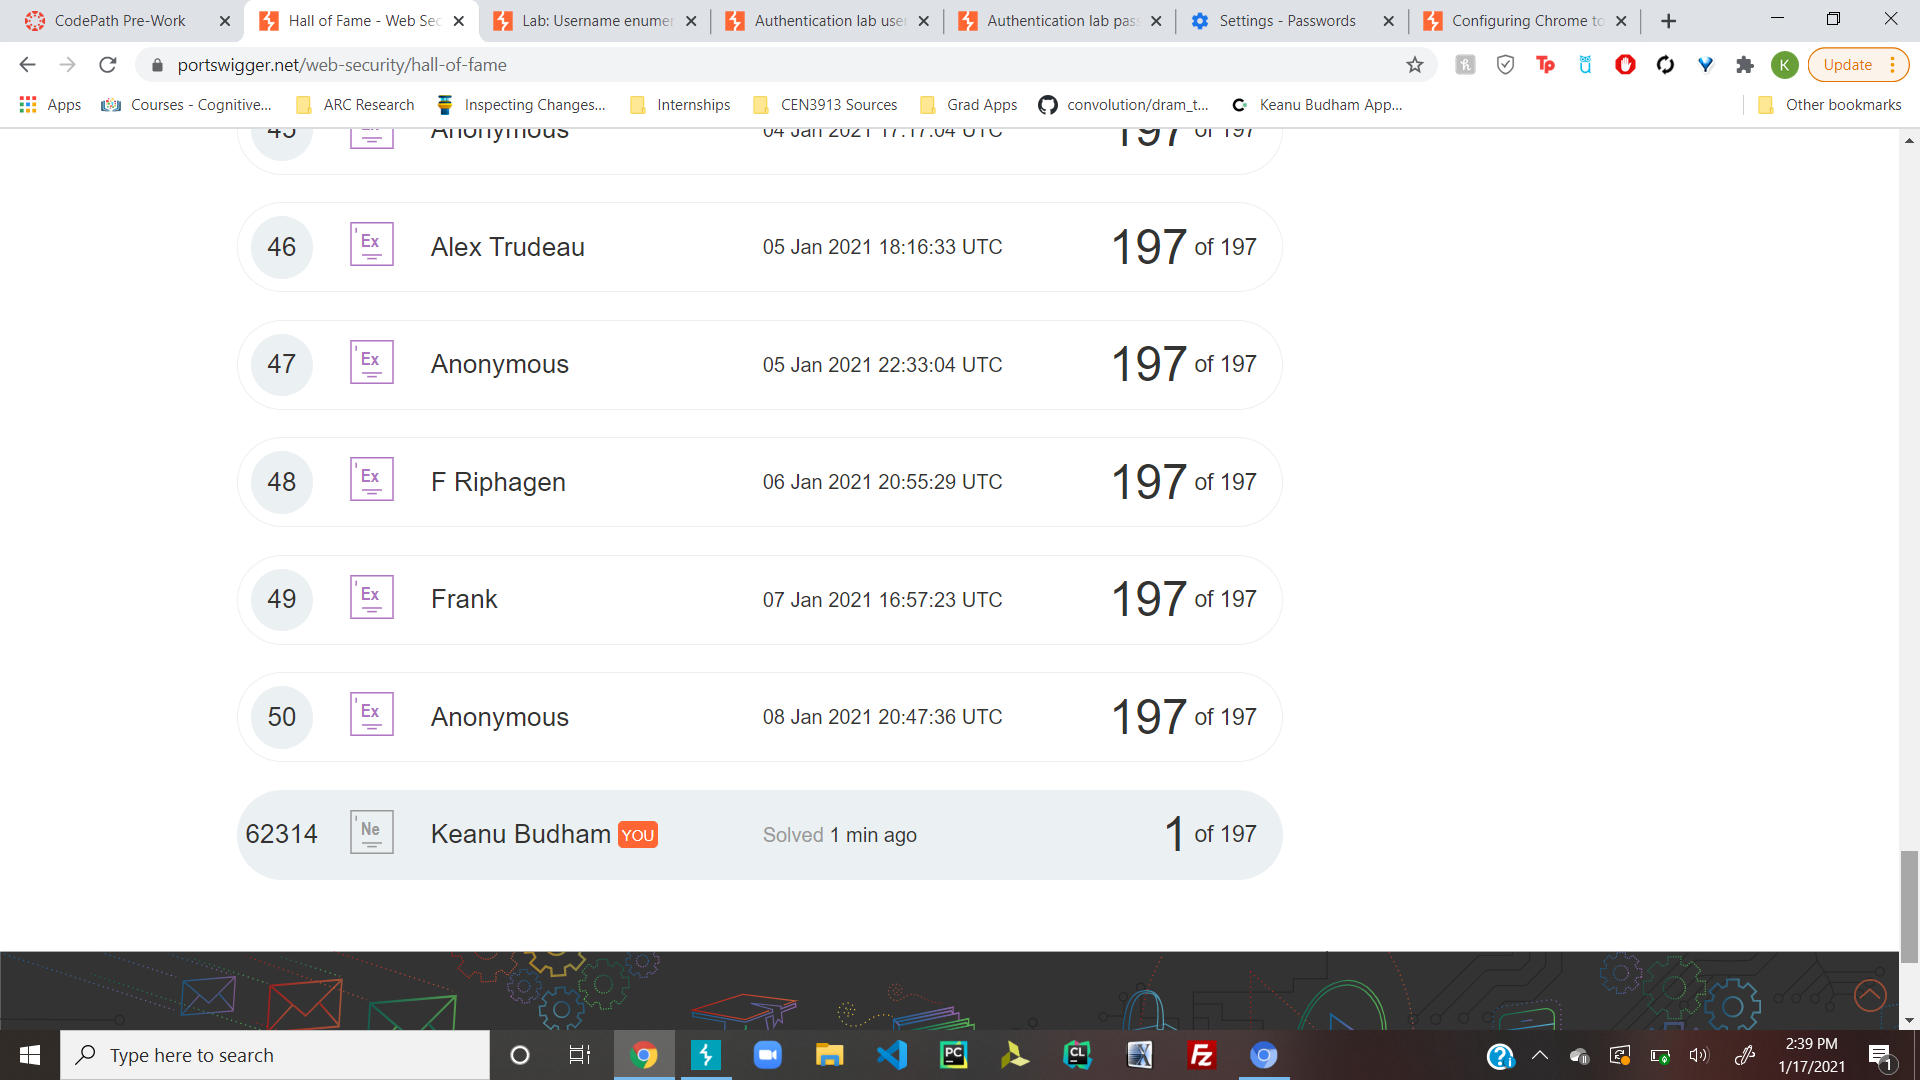 CodePath Pre-Work
Hall of Fame - Web Sec
Lab: Username enumer
Authentication lab user
Authentication lab pass
Settings - Passwords
Configuring Chrome to
portswigger.net/web-security/hall-of-fame
K
Update
Apps
Courses - Cognitive...
ARC Research
Inspecting Changes...
Internships
CEN3913 Sources
Grad Apps
convolution/dram_t...
Keanu Budham App...
Other bookmarks
45 Ex Anonymous 04 Jan 2021 17:17:04 UTC 197 of 197
46 Ex Alex Trudeau 05 Jan 2021 18:16:33 UTC 197 of 197
47 Ex Anonymous 05 Jan 2021 22:33:04 UTC 197 of 197
48 Ex F Riphagen 06 Jan 2021 20:55:29 UTC 197 of 197
49 Ex Frank 07 Jan 2021 16:57:23 UTC 197 of 197
50 Ex Anonymous 08 Jan 2021 20:47:36 UTC 197 of 197
62314 Ne Keanu Budham YOU Solved 1 min ago 1 of 197
Type here to search
PC
CL
FZ
2:39 PM
1/17/2021
1